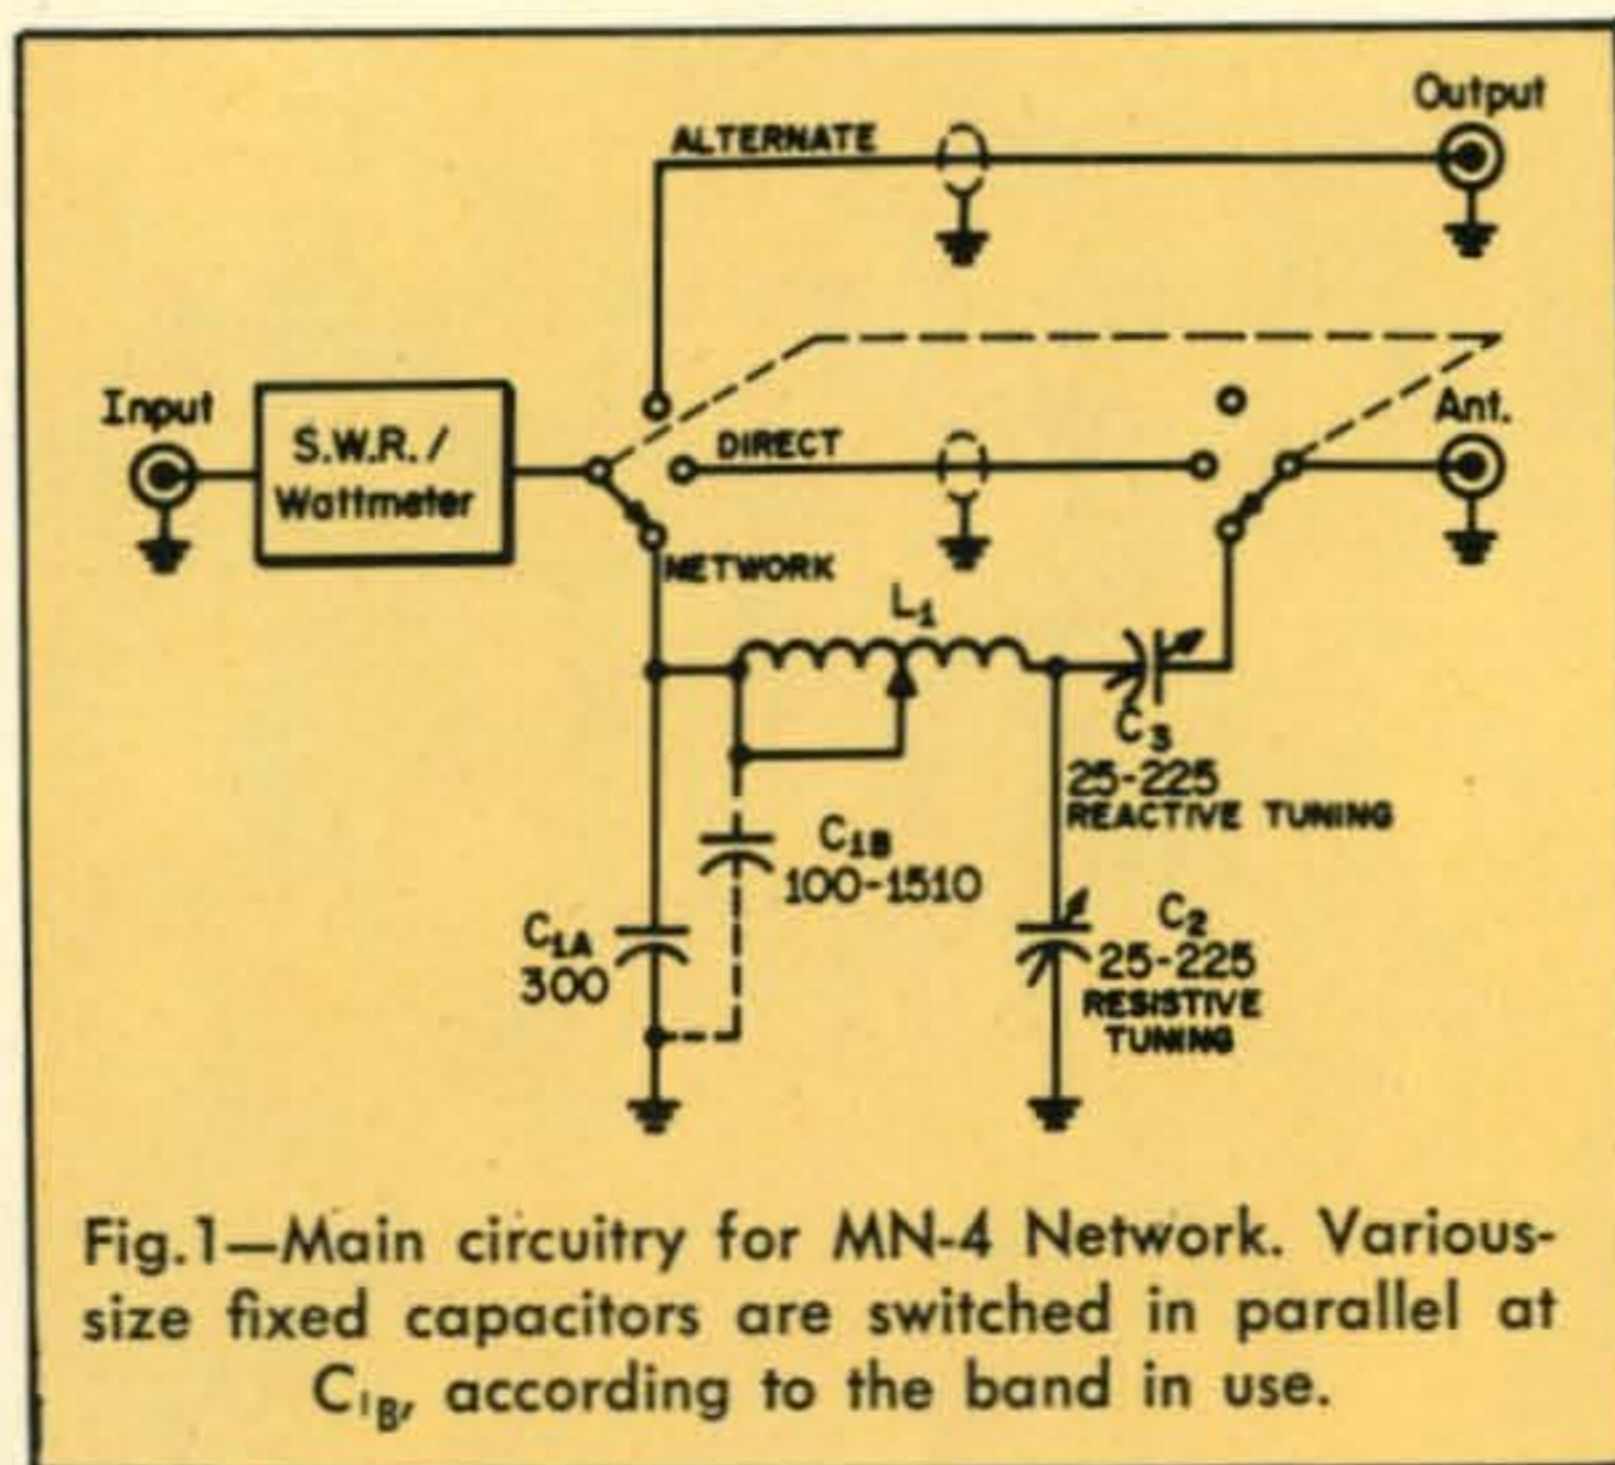 Output
ALTERNATE
Input
S.W.R./
Wattmeter
DIRECT
Ant.
NETWORK
L1
C3
25-225
REACTIVE TUNING
C1B
100-1510
C1A
300
C2
25-225
RESISTIVE
TUNING
Fig.1—Main circuitry for MN-4 Network. Various-
size fixed capacitors are switched in parallel at
C1B, according to the band in use.